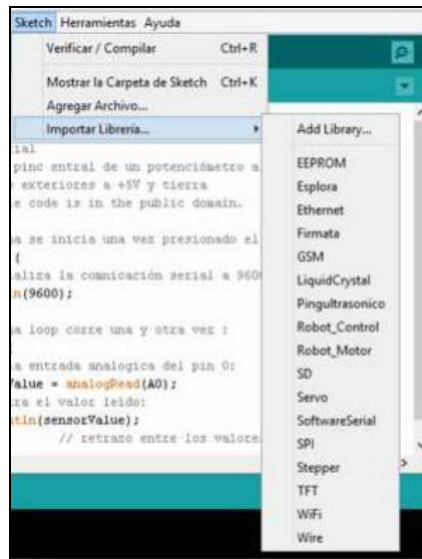 Sketch Herramientas Ayuda
Verificar / Compilar Ctrl+R
Mostrar la Carpeta de Sketch Ctrl+K
Agregar Archivo...
Importar Librería...
Add Library...
EEPROM
Esplora
Ethernet
Firmata
GSM
LiquidCrystal
Pingultrasonico
Robot_Control
Robot_Motor
SD
Servo
SoftwareSerial
SPI
Stepper
TFT
WiFi
Wire
ial
pinc entral de un potenciómetro a
exteriores a +5V y tierra
e code is in the public domain.
a se inicia una vez presionado el
{
aliza la comnicación serial a 960
n(9600);
a loop corre una y otra vez :
a entrada analogica del pin 0:
Value = analogRead(A0);
ra el valor leido:
tln(sensorValue);
// retrazo entre los valore